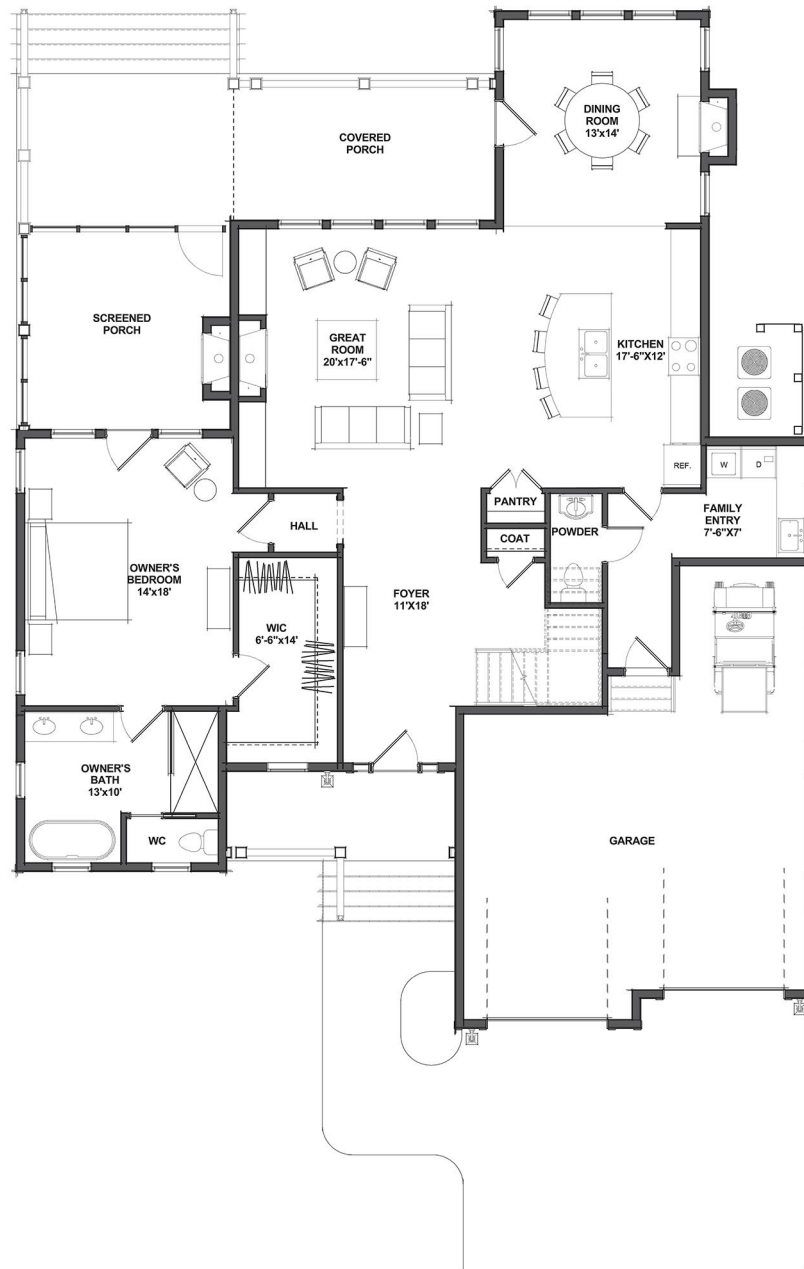 DINING
ROOM
13'x14'
COVERED
PORCH
SCREENED
PORCH
GREAT
ROOM
20'x17'-6"
KITCHEN
17'-6"X12'
REF.
W
D
PANTRY
POWDER
FAMILY
ENTRY
7'-6"X7'
HALL
COAT
OWNER'S
BEDROOM
14'x18'
FOYER
11'X18'
WIC
6'-6"x14'
OWNER'S
BATH
13'x10'
WC
GARAGE